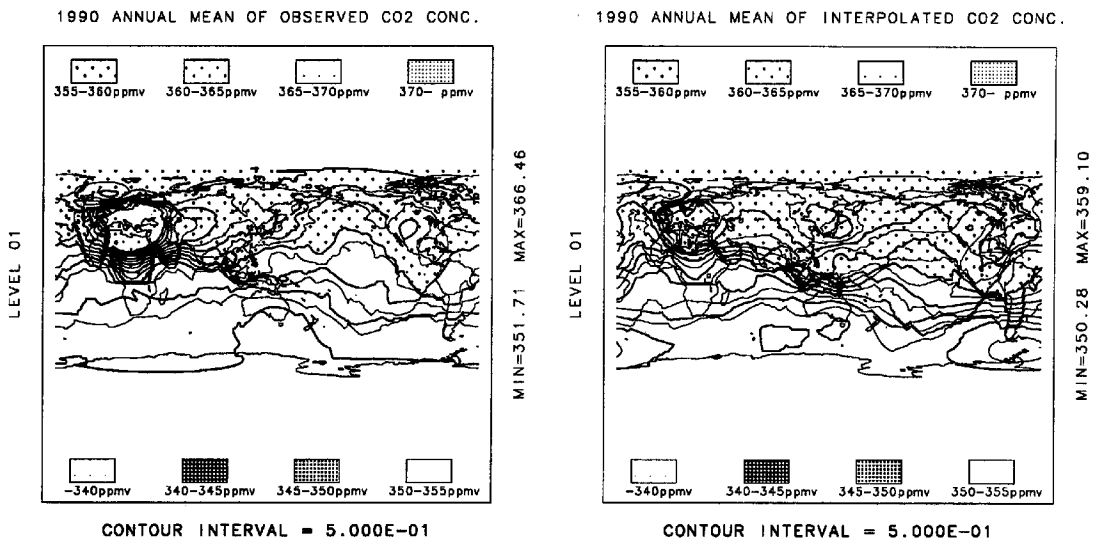 1990 ANNUAL MEAN OF OBSERVED CO2 CONC.
355-360ppmv 360-365ppmv 365-370ppmv 370- ppmv
LEVEL 01
MIN=351.71 MAX=366.46
-340ppmv 340-345ppmv 345-350ppmv 350-355ppmv
CONTOUR INTERVAL = 5.000E-01
1990 ANNUAL MEAN OF INTERPOLATED CO2 CONC.
355-360ppmv 360-365ppmv 365-370ppmv 370- ppmv
LEVEL 01
MIN=350.28 MAX=359.10
-340ppmv 340-345ppmv 345-350ppmv 350-355ppmv
CONTOUR INTERVAL = 5.000E-01